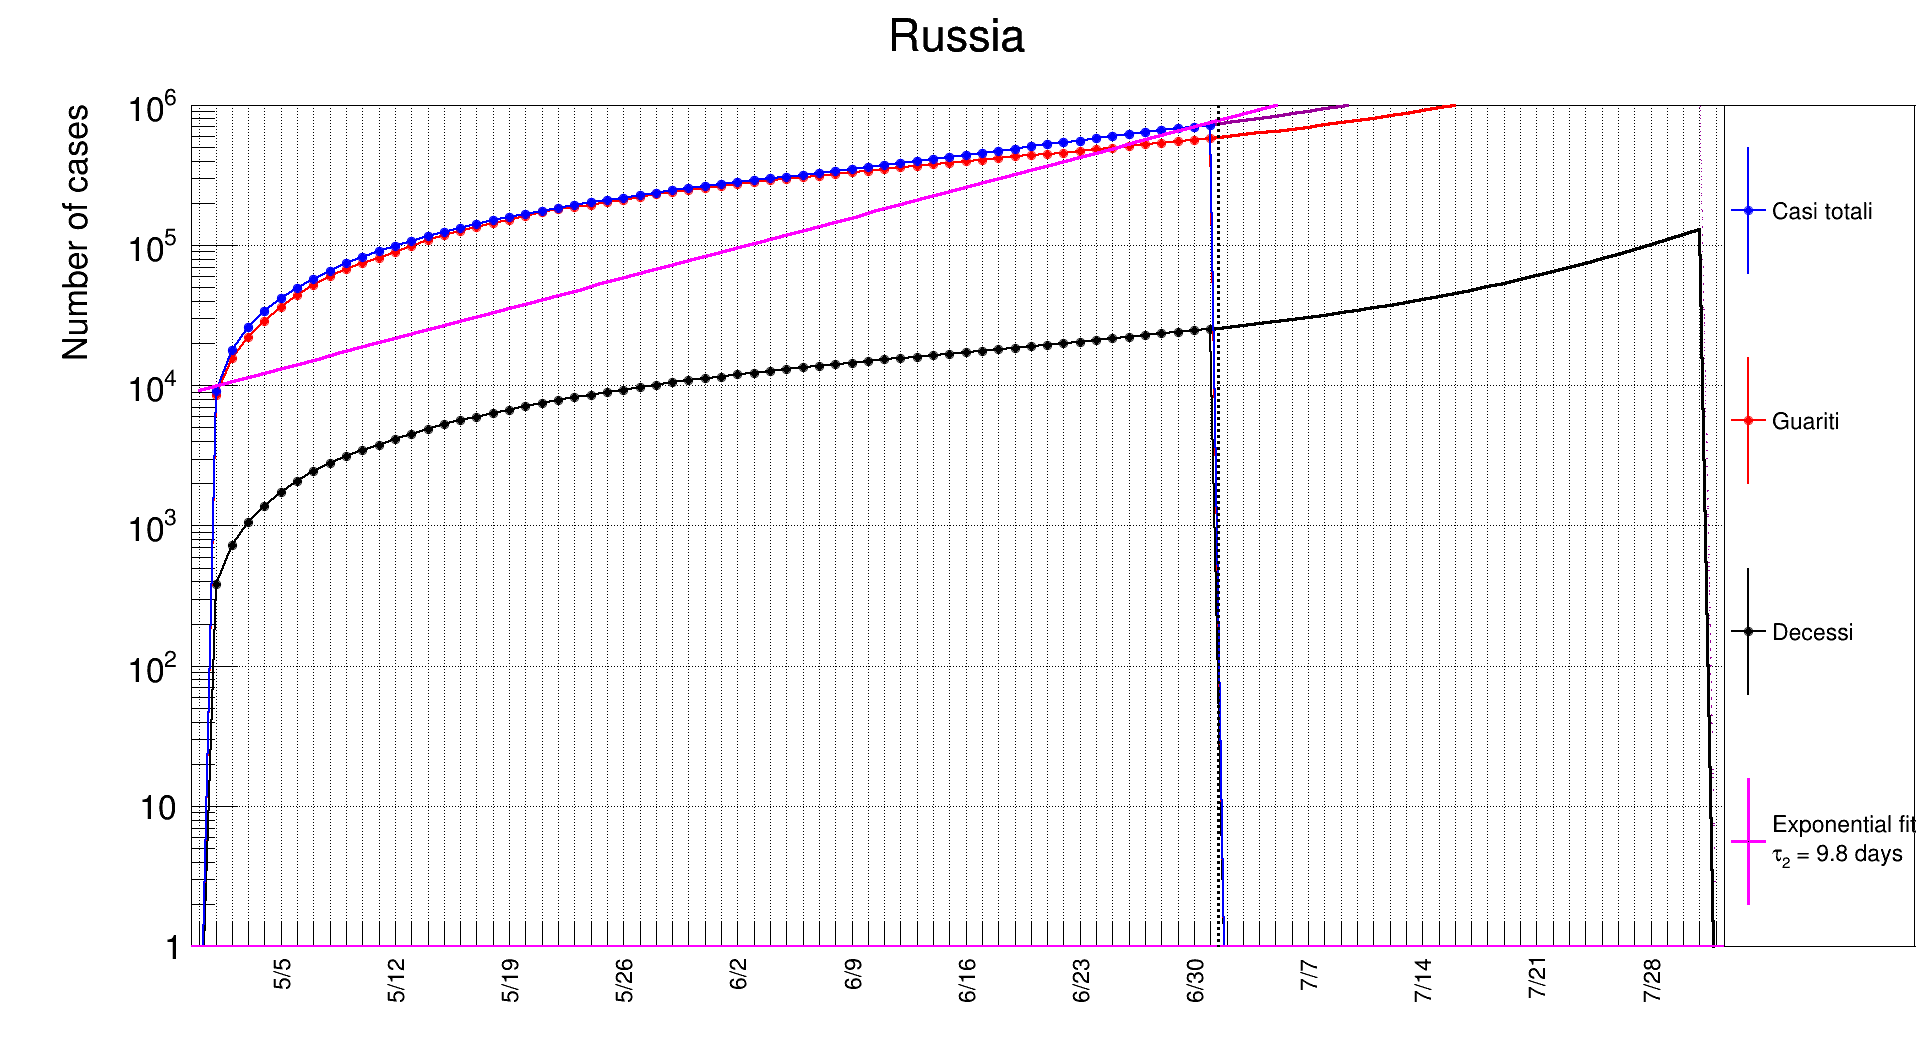 Russia
Number of cases
10^6
10^5
10^4
10^3
10^2
10
1
5/5
5/12
5/19
5/26
6/2
6/9
6/16
6/23
6/30
7/7
7/14
7/21
7/28
Casi totali
Guariti
Decessi
Exponential fit
τ_2 = 9.8 days